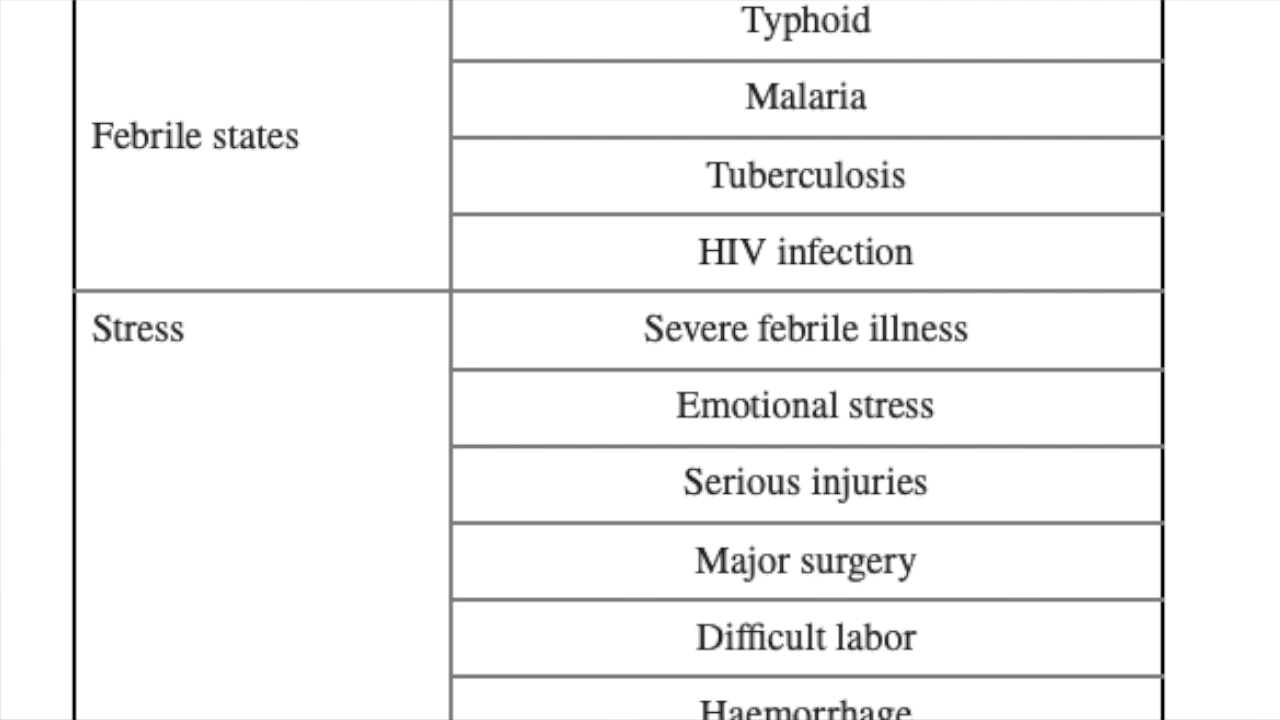 Typhoid
Malaria
Febrile states
Tuberculosis
HIV infection
Stress
Severe febrile illness
Emotional stress
Serious injuries
Major surgery
Difficult labor
Haemorrhage